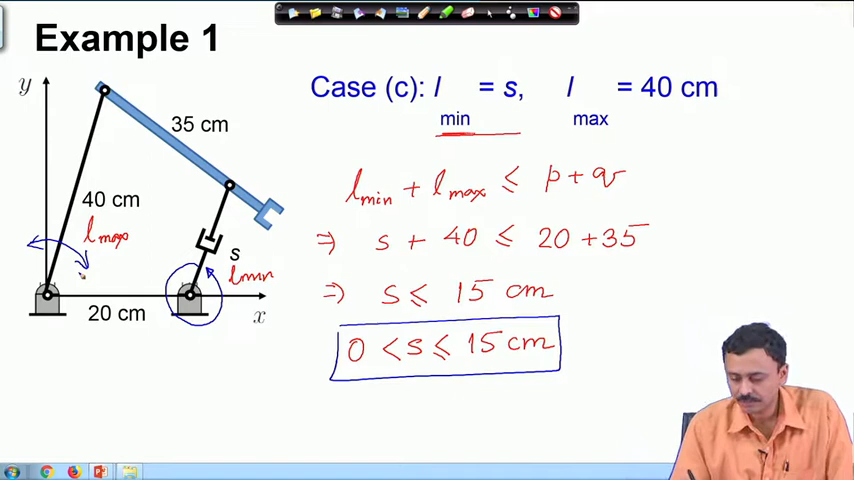 Example 1
Case (c): l min = s, l max = 40 cm
y
35 cm
40 cm
lmax
s
lmin
20 cm
x
lmin + lmax ≤ p + q
⇒ s + 40 ≤ 20 + 35
⇒ s ≤ 15 cm
0 < s ≤ 15 cm